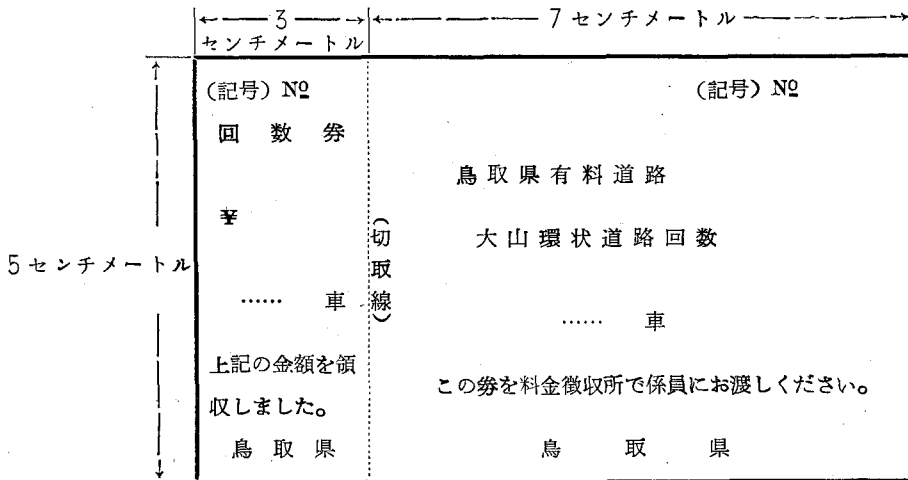 3
センチメートル
7センチメートル
5センチメートル
(記号) №
回数券
¥
…… 車
上記の金額を領
収しました。
鳥取県
(切取線)
(記号) №
鳥取県有料道路
大山環状道路回数
…… 車
この券を料金徴収所で係員にお渡しください。
鳥取県